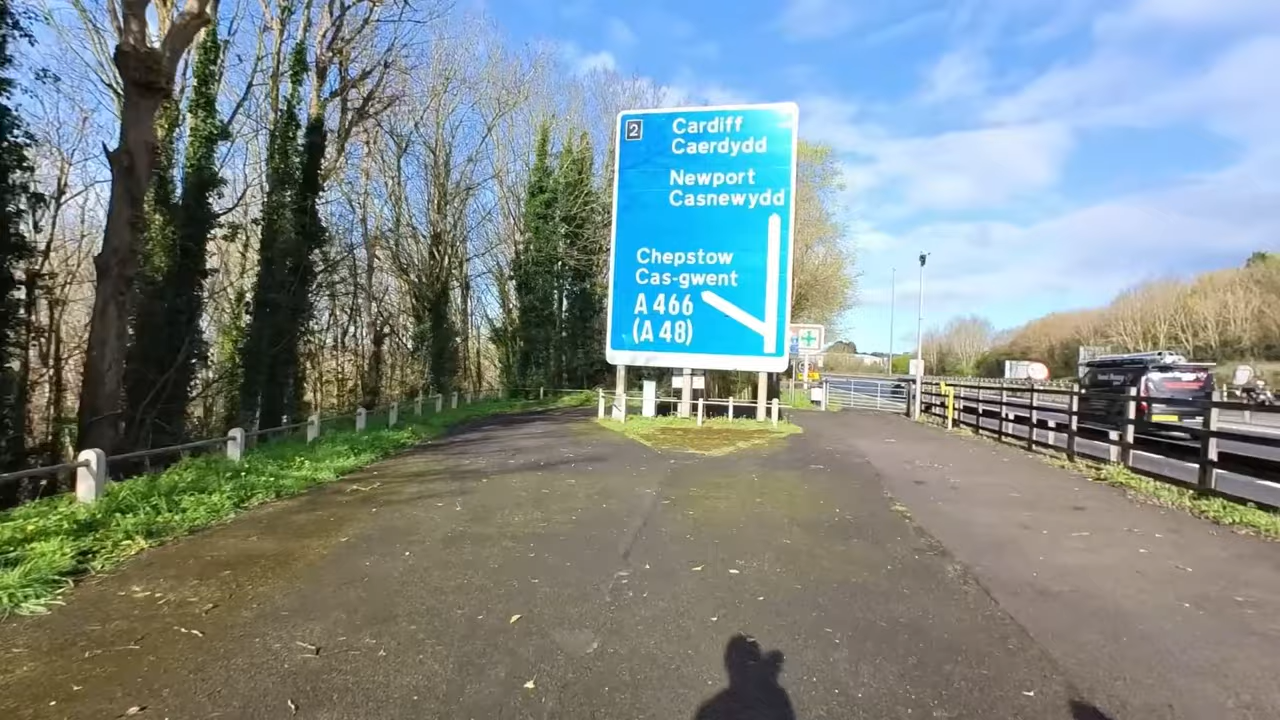 2
Cardiff
Caerdydd
Newport
Casnewydd
Chepstow
Cas-gwent
A 466
(A 48)